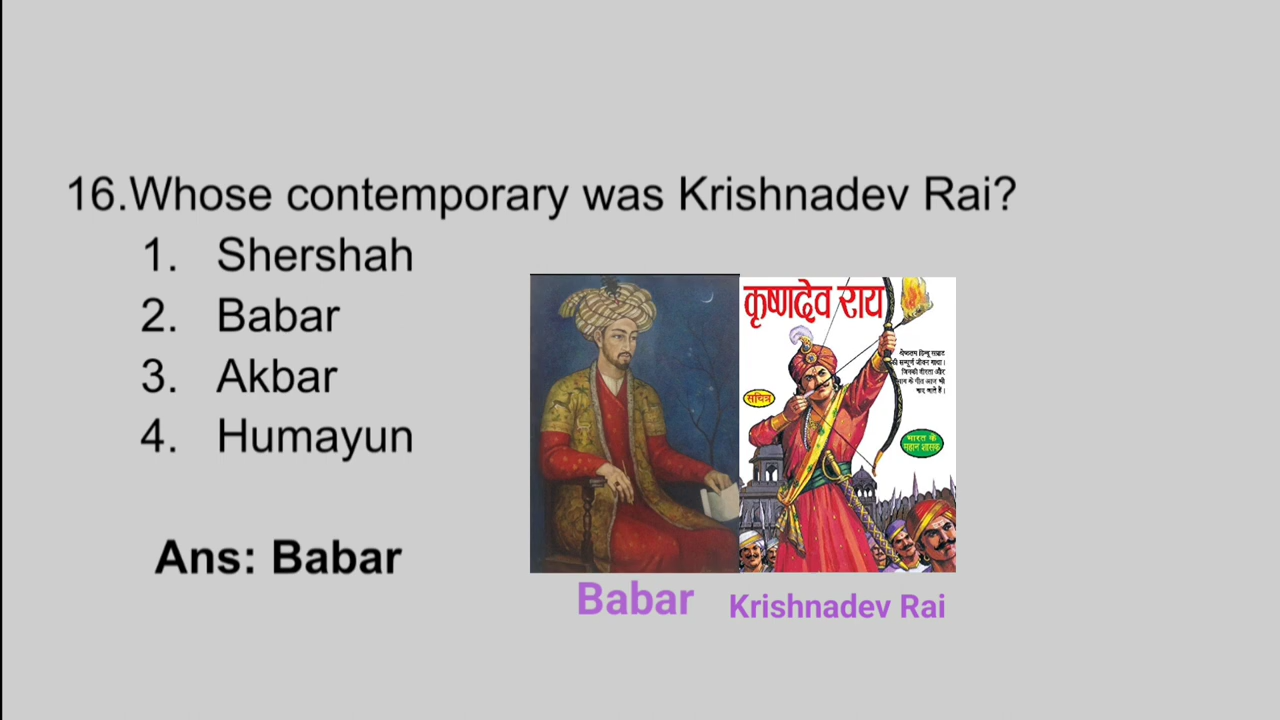 16.Whose contemporary was Krishnadev Rai?
1. Shershah
2. Babar
3. Akbar
4. Humayun
Ans: Babar
कृष्णदेव राय
सचित्र
भारत के
महान शासक
Babar
Krishnadev Rai